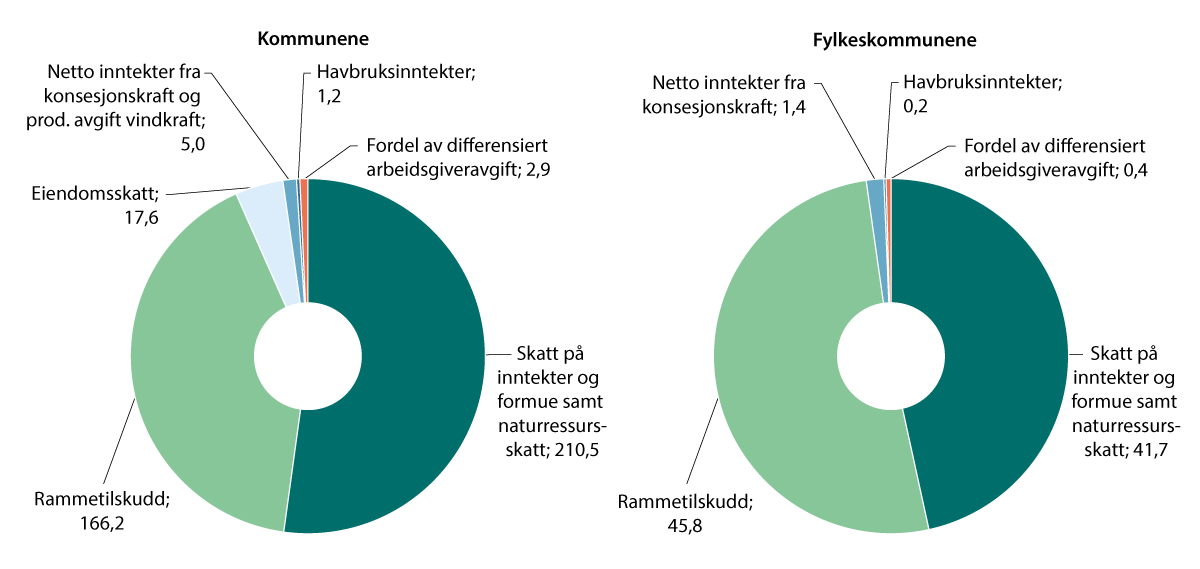 Kommunene
Netto inntekter fra
konsesjonskraft og
prod. avgift vindkraft;
5,0
Havbruksinntekter;
1,2
Fordel av differensiert
arbeidsgiveravgift; 2,9
Eiendomsskatt;
17,6
Skatt på
inntekter og
formue samt
naturressurs-
skatt; 210,5
Rammetilskudd;
166,2
Fylkeskommunene
Netto inntekter fra
konsesjonskraft; 1,4
Havbruksinntekter;
0,2
Fordel av differensiert
arbeidsgiveravgift; 0,4
Skatt på
inntekter og
formue samt
naturressurs-
skatt; 41,7
Rammetilskudd;
45,8